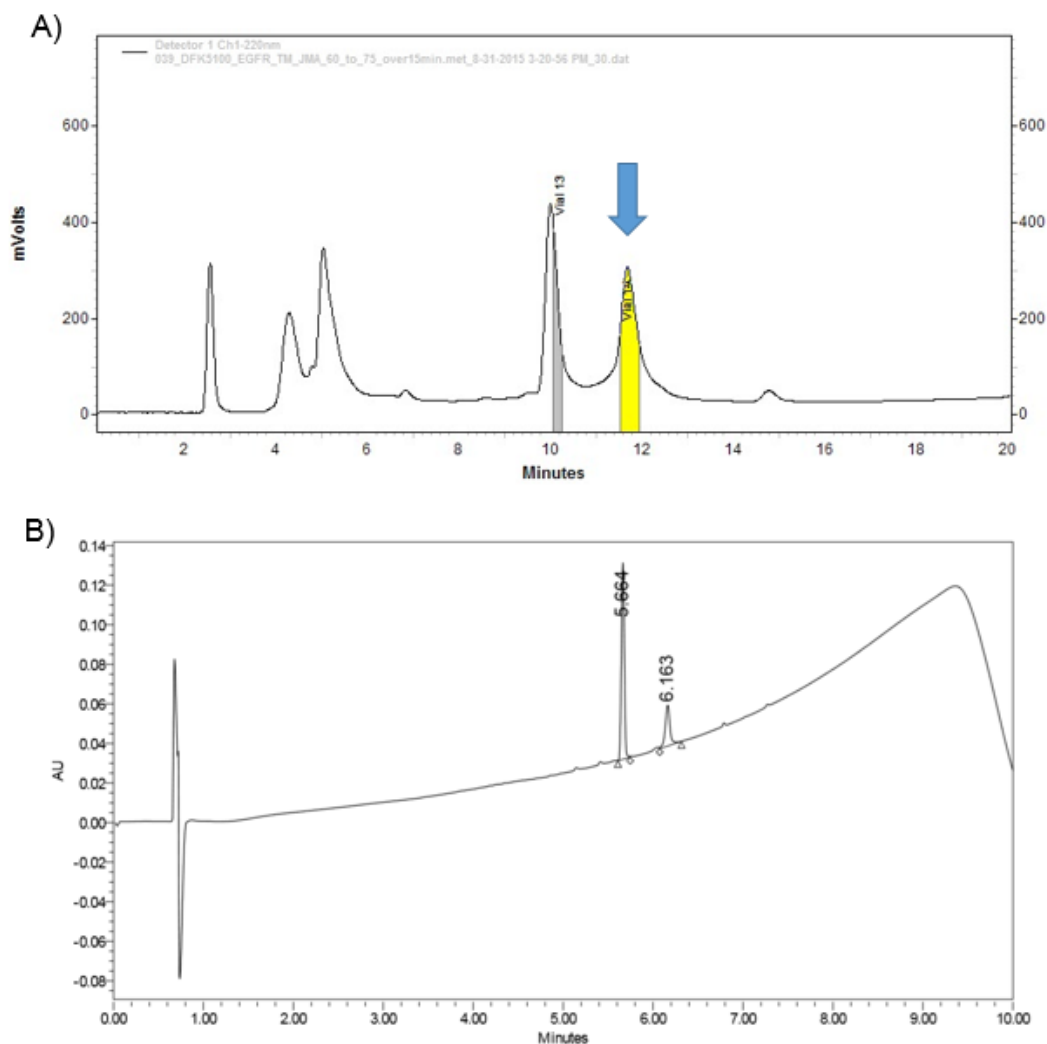 A)
Detector 1 Ch1-220nm
039_DFK5100_EGFR_TM_JMA_60_to_75_over15min.met_8-31-2015 3-20-56 PM_30.dat
600
400
200
0
mVolts
Vial 13
600
400
200
0
2 4 6 8 10 12 14 16 18 20
Minutes
B)
0.14
0.12
0.10
0.08
0.06
0.04
0.02
0.00
-0.02
-0.04
-0.06
-0.08
AU
5.664
6.163
0.00 1.00 2.00 3.00 4.00 5.00 6.00 7.00 8.00 9.00 10.00
Minutes